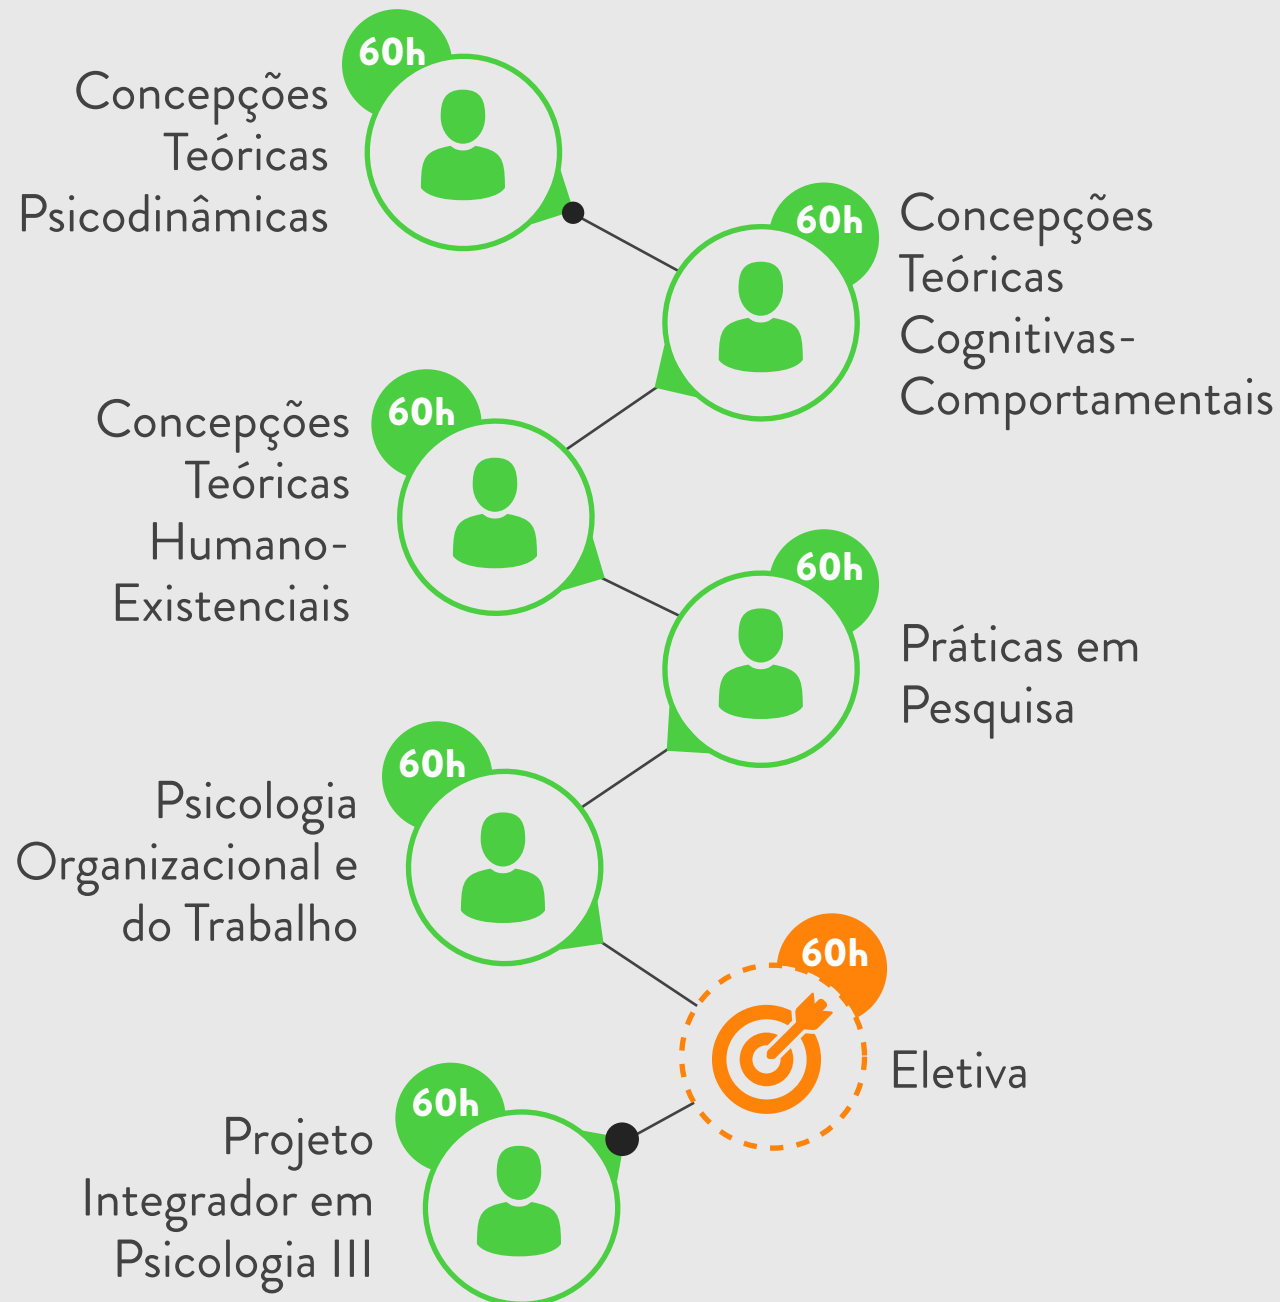 60h
Concepções
Teóricas
Psicodinâmicas
60h
Concepções
Teóricas
Cognitivas-
Comportamentais
60h
Concepções
Teóricas
Humano-
Existenciais
60h
Práticas em
Pesquisa
60h
Psicologia
Organizacional e
do Trabalho
60h
Eletiva
60h
Projeto
Integrador em
Psicologia III